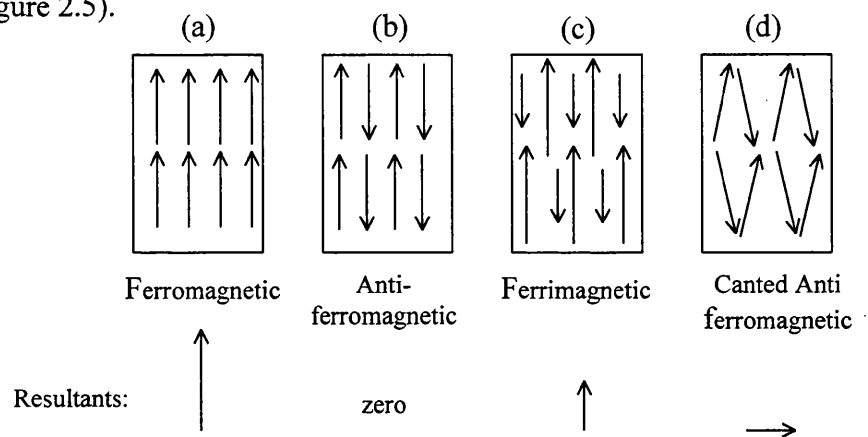 gure 2.5).
(a) (b) (c) (d)
Ferromagnetic Anti-ferromagnetic Ferrimagnetic Canted Anti ferromagnetic
Resultants: zero